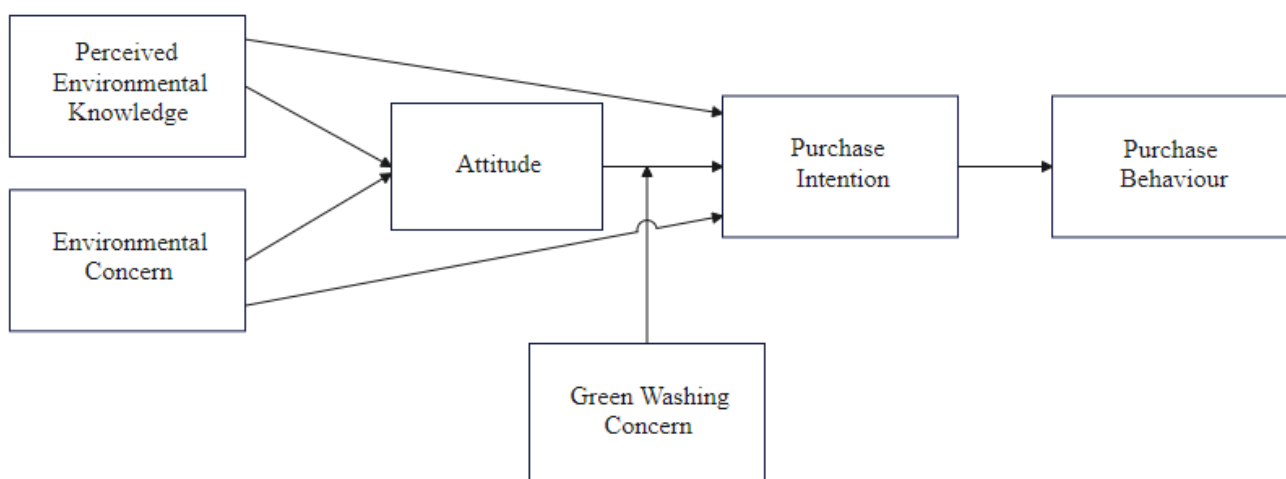 Perceived
Environmental
Knowledge
Environmental
Concern
Attitude
Purchase
Intention
Purchase
Behaviour
Green Washing
Concern